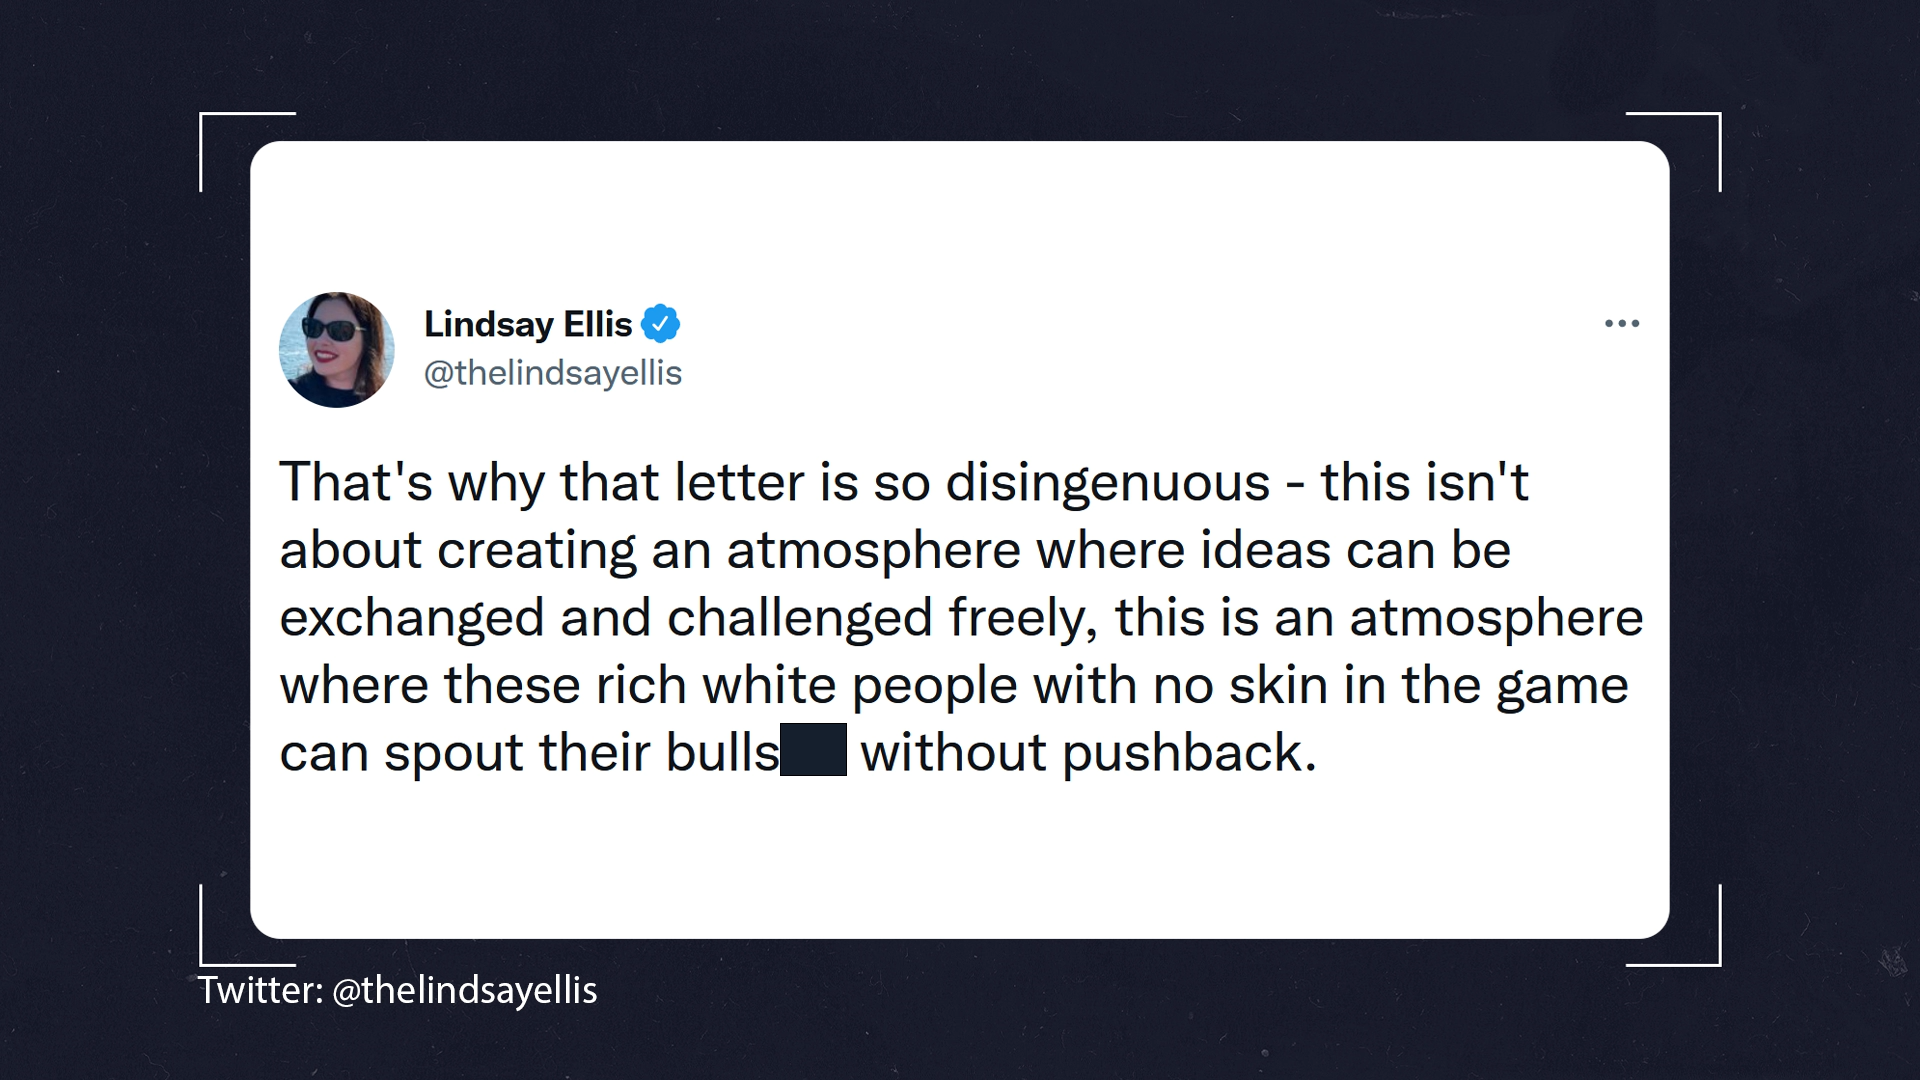 Lindsay Ellis
@thelindsayellis
That's why that letter is so disingenuous - this isn't
about creating an atmosphere where ideas can be
exchanged and challenged freely, this is an atmosphere
where these rich white people with no skin in the game
can spout their bulls without pushback.
Twitter: @thelindsayellis